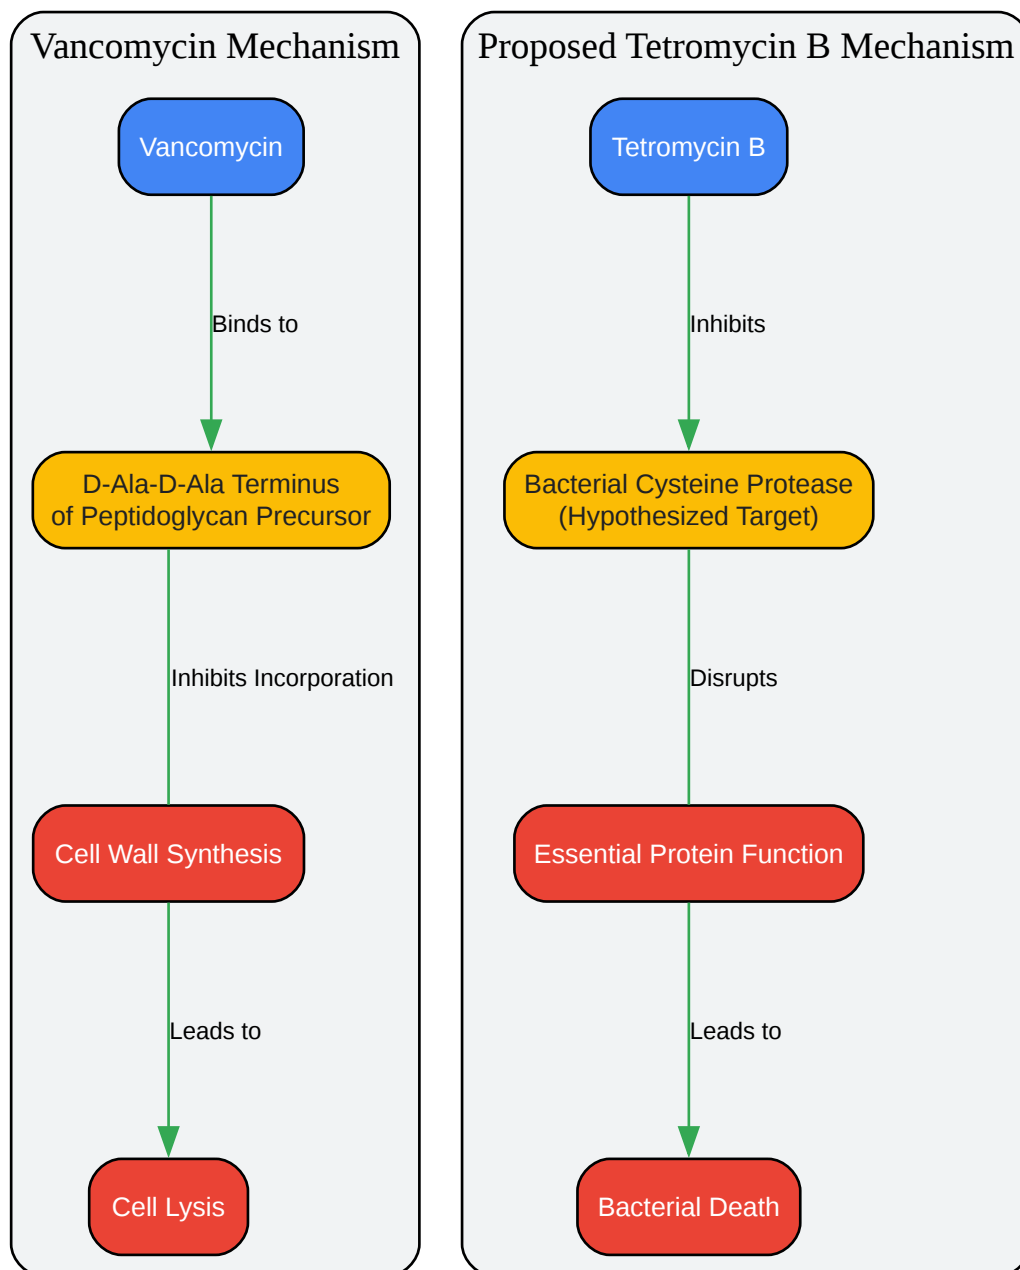 Vancomycin Mechanism
Vancomycin
Binds to
D-Ala-D-Ala Terminus
of Peptidoglycan Precursor
Inhibits Incorporation
Cell Wall Synthesis
Leads to
Cell Lysis
Proposed Tetromycin B Mechanism
Tetromycin B
Inhibits
Bacterial Cysteine Protease
(Hypothesized Target)
Disrupts
Essential Protein Function
Leads to
Bacterial Death